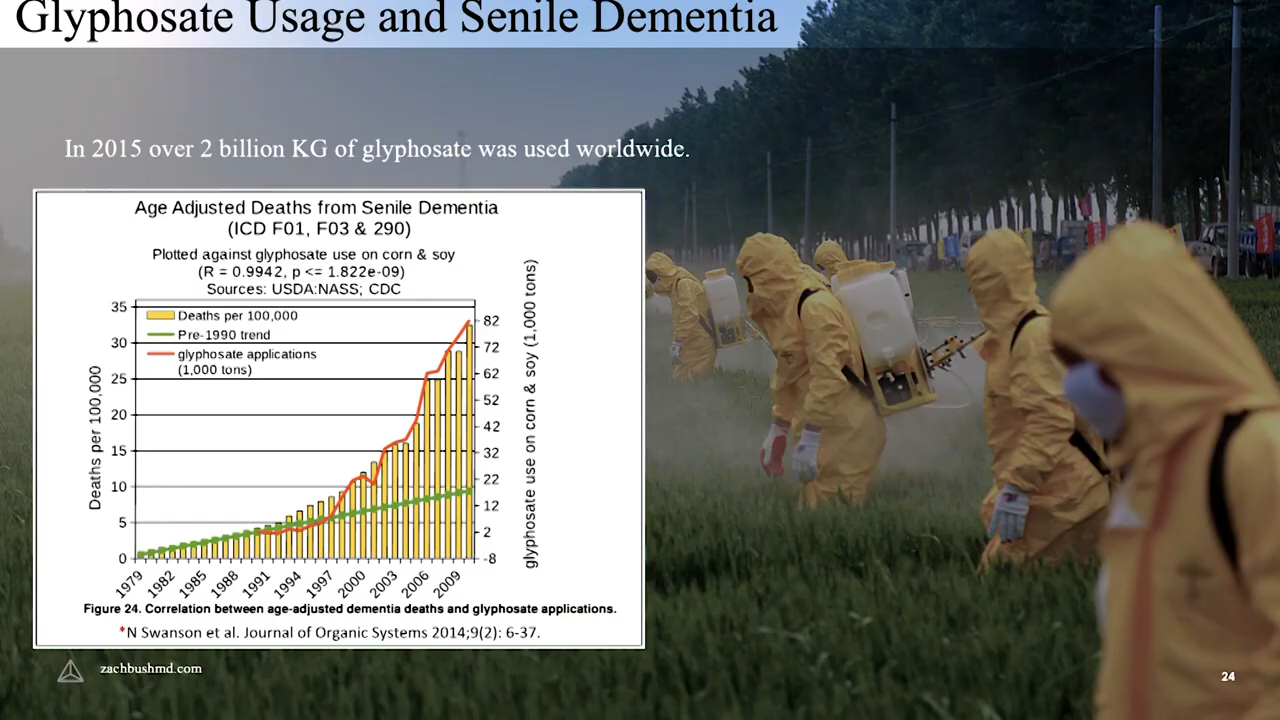 Glyphosate Usage and Senile Dementia
In 2015 over 2 billion KG of glyphosate was used worldwide.
Age Adjusted Deaths from Senile Dementia
(ICD F01, F03 & 290)
Plotted against glyphosate use on corn & soy
(R = 0.9942, p <= 1.822e-09)
Sources: USDA:NASS; CDC
Deaths per 100,000
Pre-1990 trend
glyphosate applications
(1,000 tons)
Deaths per 100,000
35
30
25
20
15
10
5
0
82
72
62
52
42
32
22
12
2
-8
glyphosate use on corn & soy (1,000 tons)
1979
1982
1985
1988
1991
1994
1997
2000
2003
2006
2009
Figure 24. Correlation between age-adjusted dementia deaths and glyphosate applications.
*N Swanson et al. Journal of Organic Systems 2014;9(2): 6-37.
zachbushmd.com
24